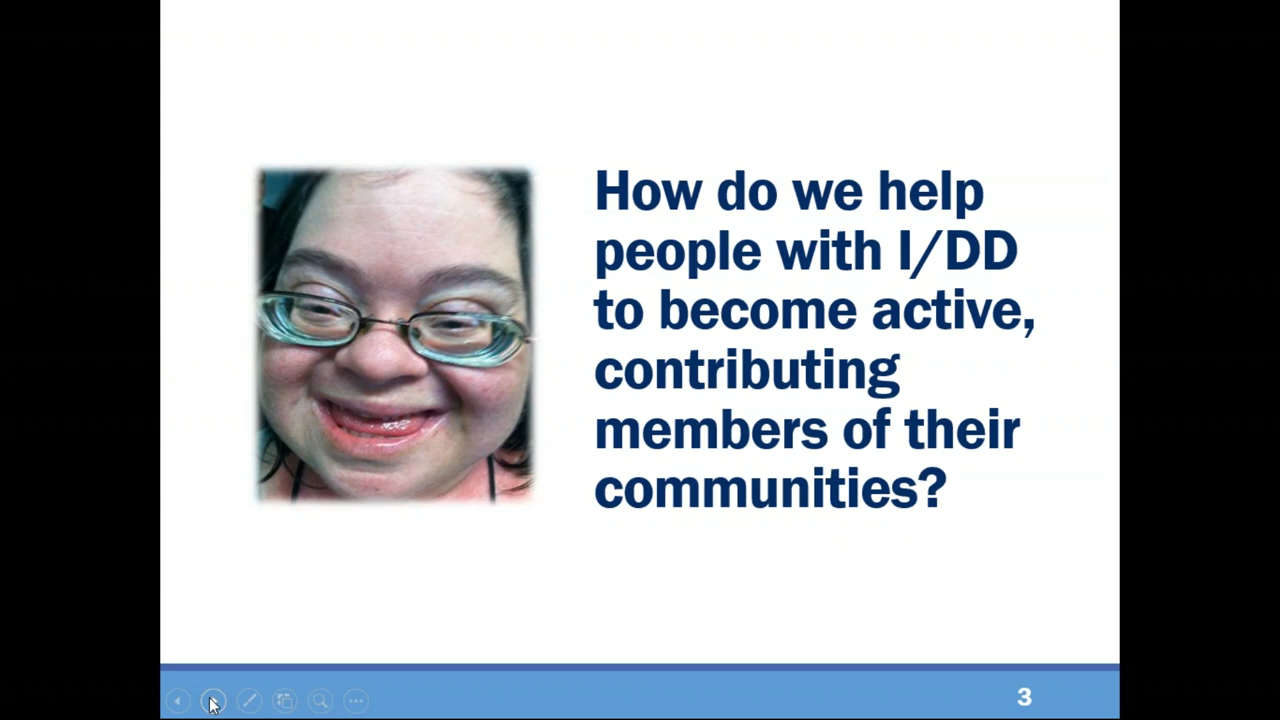 How do we help
people with I/DD
to become active,
contributing
members of their
communities?
3